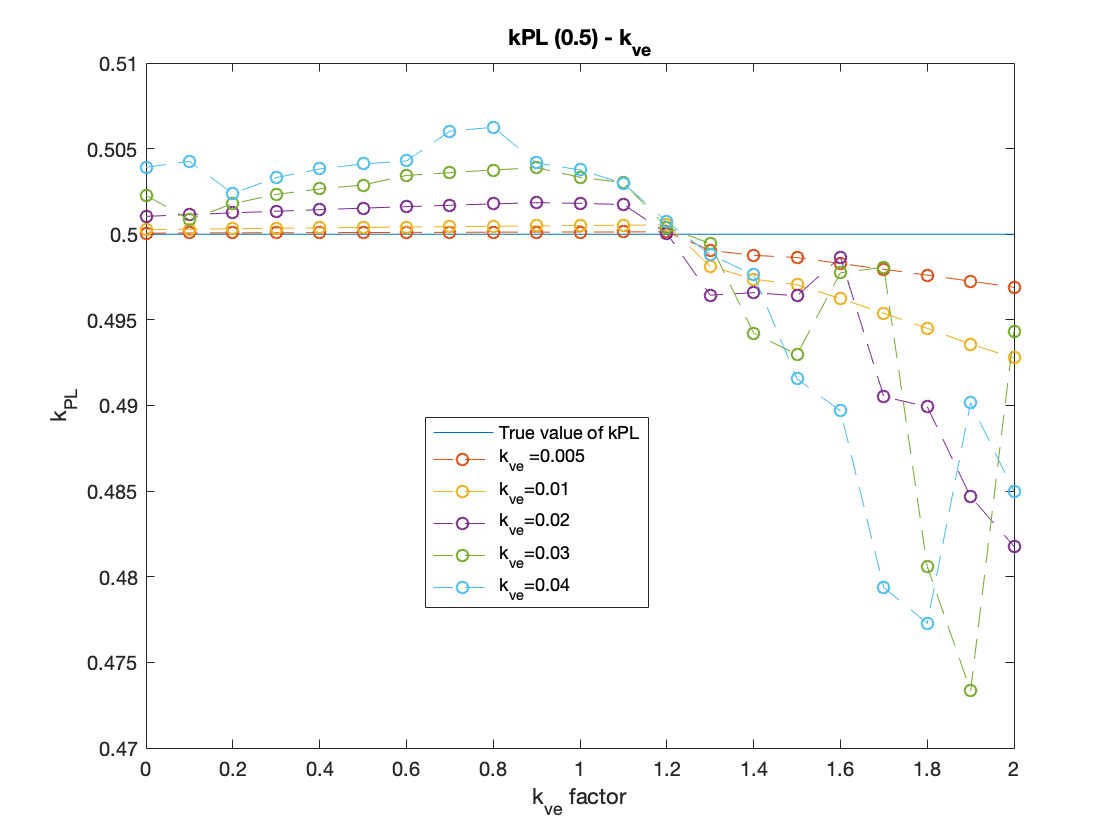 kPL (0.5) - kve
0.51
0.505
0.5
0.495
0.49
0.485
0.48
0.475
0.47
kPL
True value of kPL
kve =0.005
kve=0.01
kve=0.02
kve=0.03
kve=0.04
0 0.2 0.4 0.6 0.8 1 1.2 1.4 1.6 1.8 2
kve factor